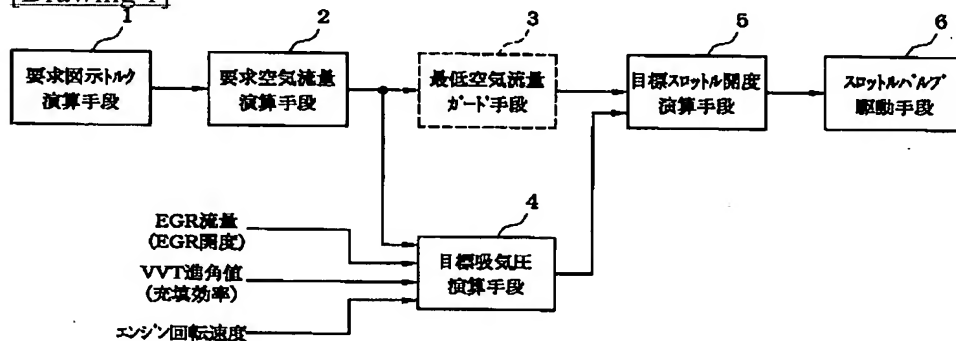 [Drawing 1]
1
要求図示トルク
演算手段
2
要求空気流量
演算手段
3
最低空気流量
ガード手段
5
目標スロットル開度
演算手段
6
スロットルバルブ
駆動手段
EGR流量
(EGR開度)
VVT進角値
(充填効率)
エンジン回転速度
4
目標吸気圧
演算手段